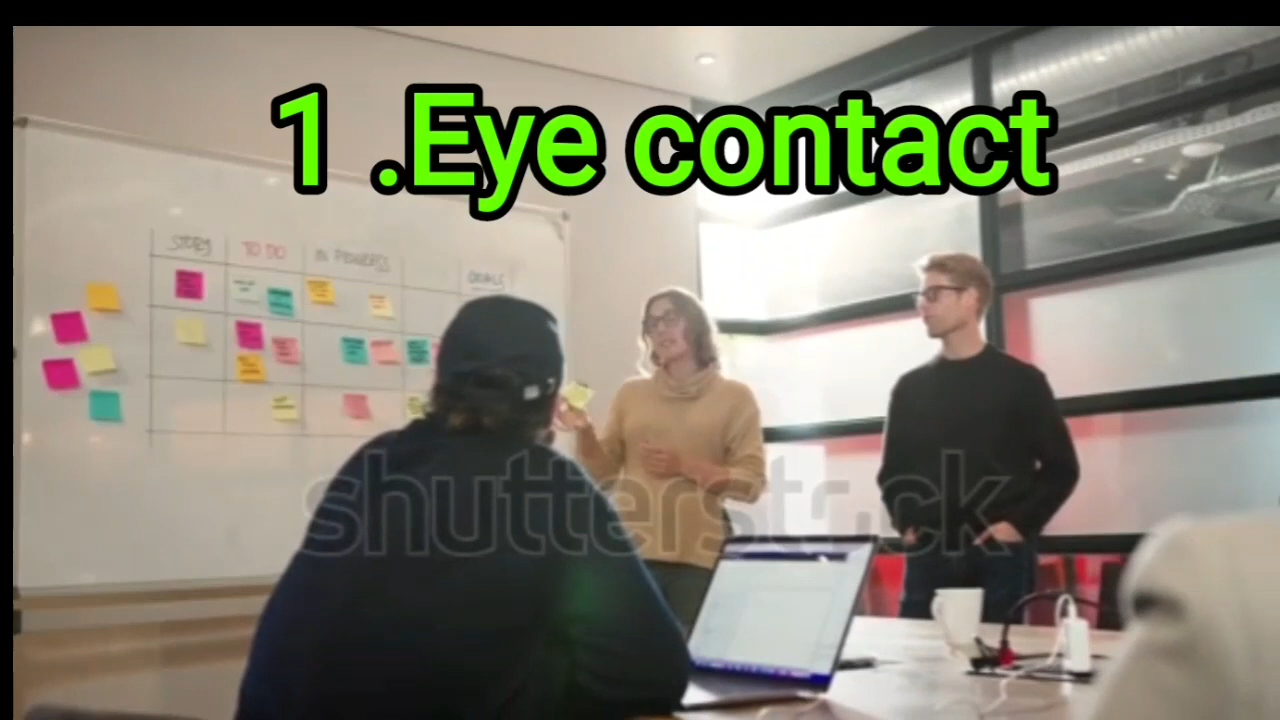 1 .Eye contact
STORY
TO DO
IN PROGRESS
GOALS
shutterstock